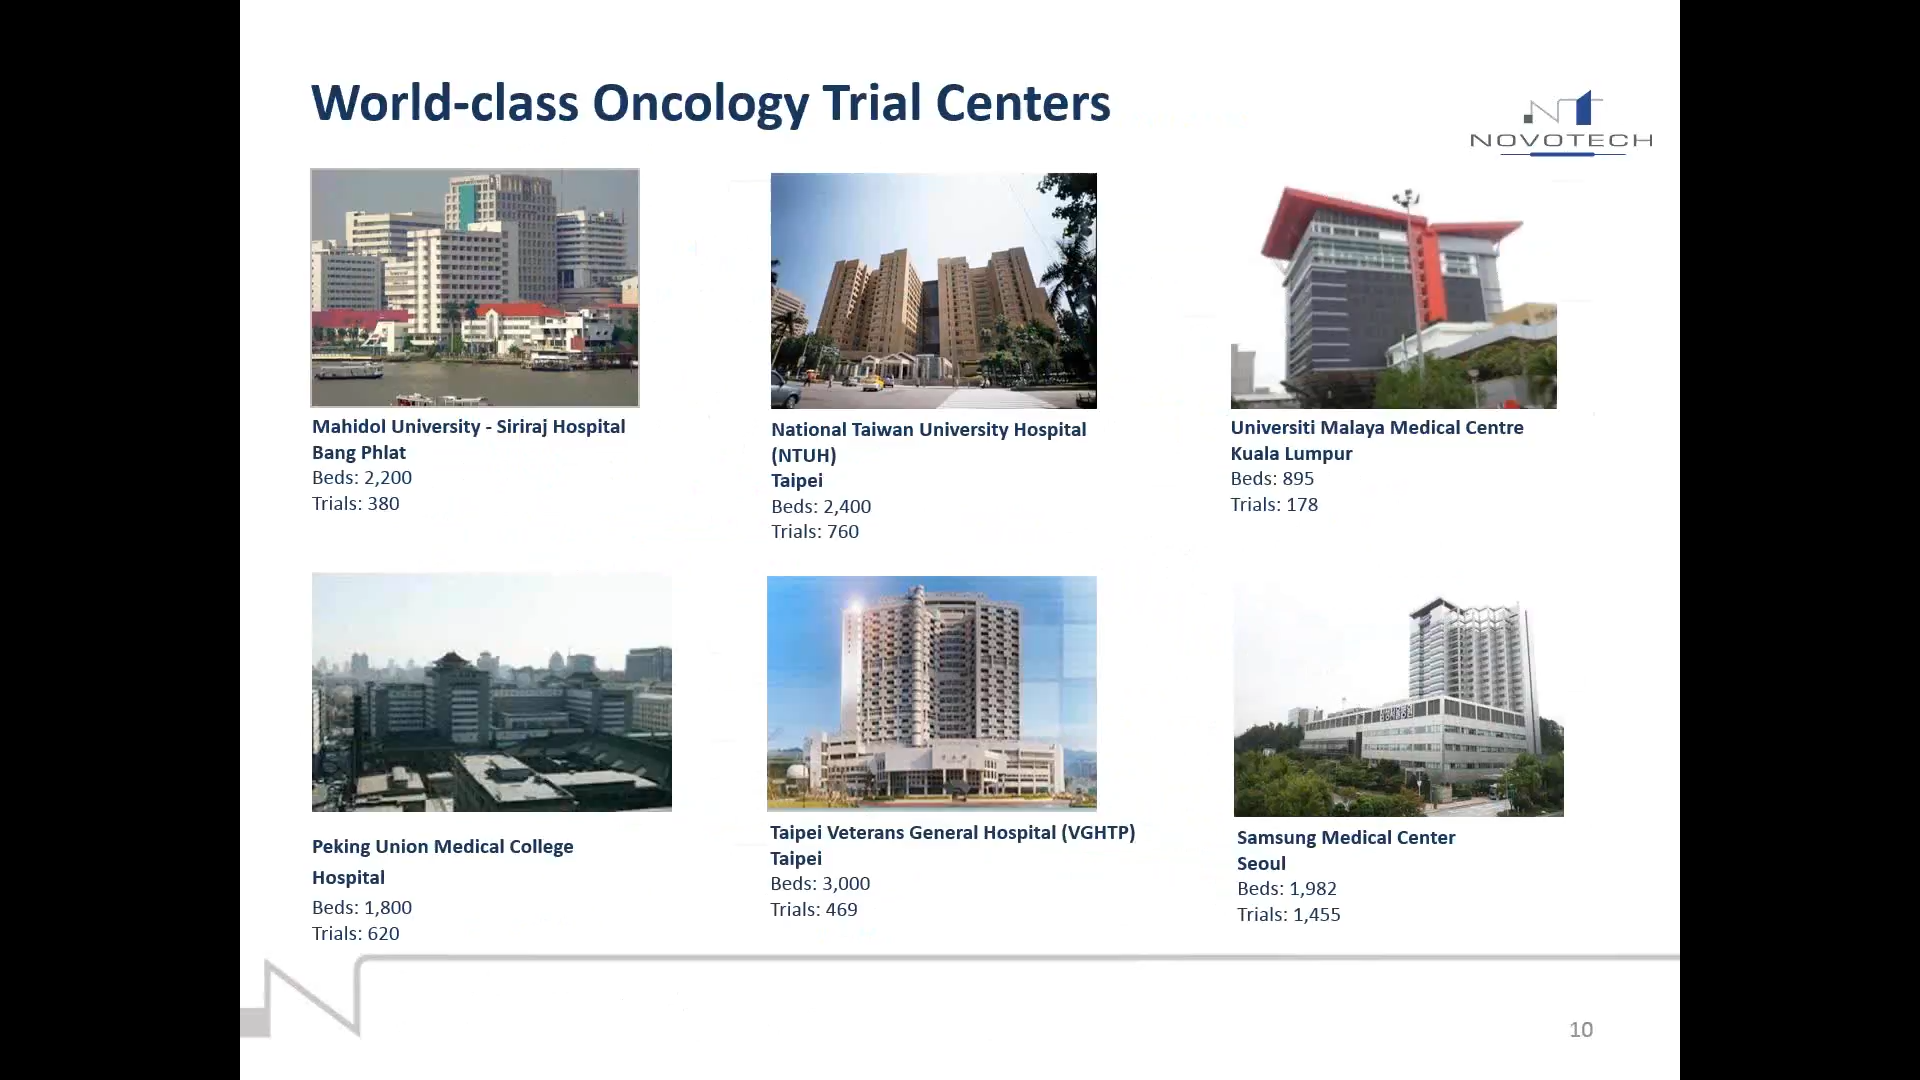 World-class Oncology Trial Centers
NOVOTECH
Mahidol University - Siriraj Hospital
Bang Phlat
Beds: 2,200
Trials: 380
National Taiwan University Hospital
(NTUH)
Taipei
Beds: 2,400
Trials: 760
Universiti Malaya Medical Centre
Kuala Lumpur
Beds: 895
Trials: 178
Peking Union Medical College
Hospital
Beds: 1,800
Trials: 620
Taipei Veterans General Hospital (VGHTP)
Taipei
Beds: 3,000
Trials: 469
Samsung Medical Center
Seoul
Beds: 1,982
Trials: 1,455
10